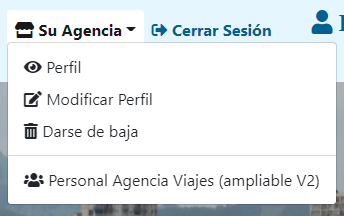 Su Agencia Cerrar Sesión
Perfil
Modificar Perfil
Darse de baja
Personal Agencia Viajes (ampliable V2)